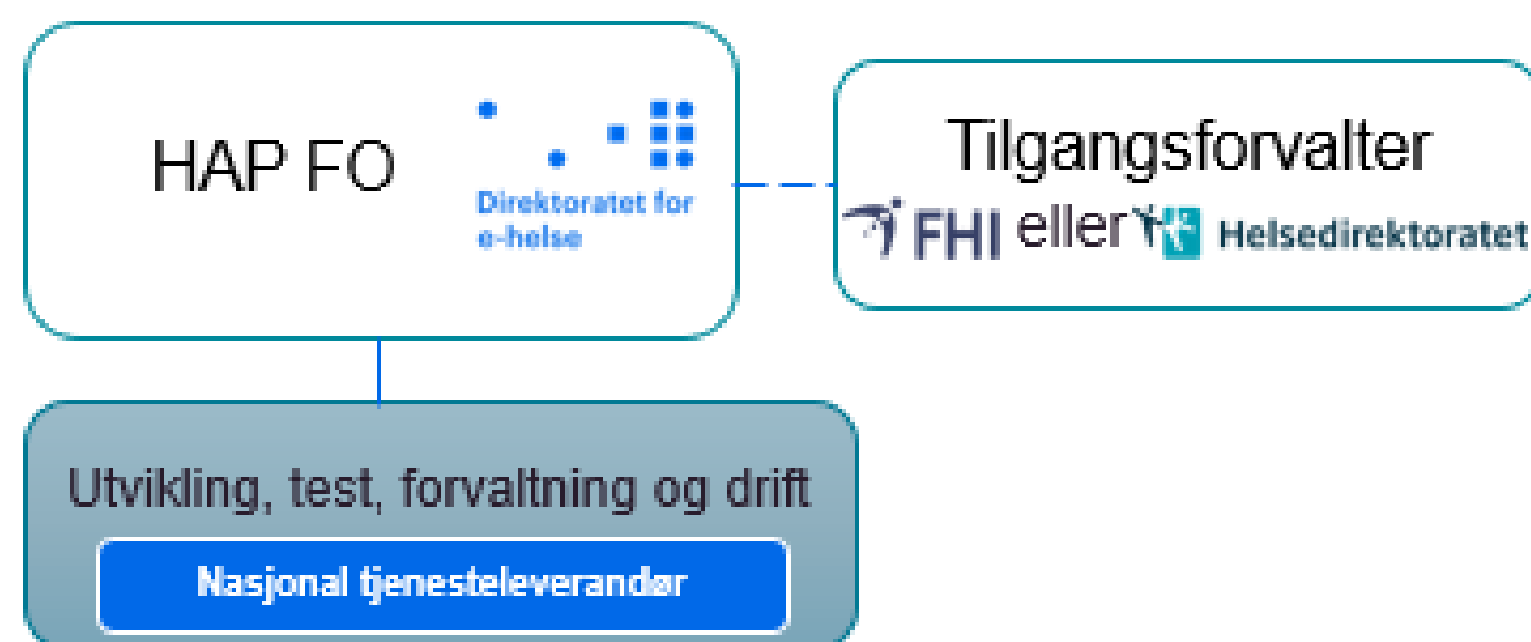 HAP FO
Direktoratet for
e-helse
Tilgangsforvalter
FHI eller Helsedirektoratet
Utvikling, test, forvaltning og drift
Nasjonal tjenesteleverandør